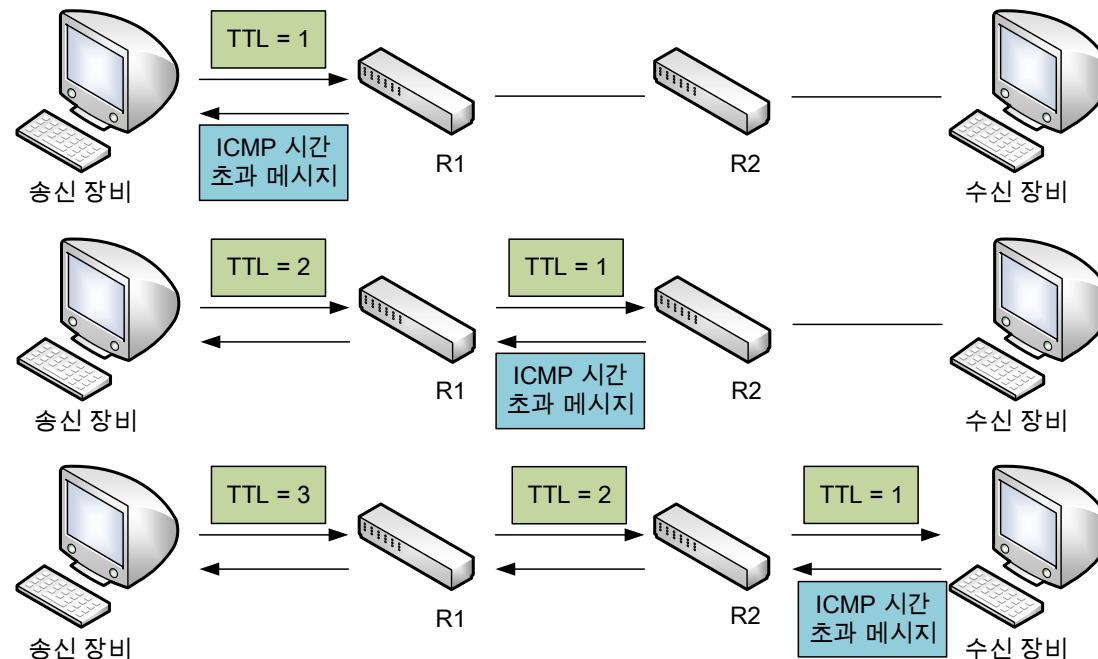 TTL = 1
ICMP 시간
초과 메시지
R1
R2
송신 장비
수신 장비
TTL = 2
TTL = 1
ICMP 시간
초과 메시지
R1
R2
송신 장비
수신 장비
TTL = 3
TTL = 2
TTL = 1
ICMP 시간
초과 메시지
R1
R2
송신 장비
수신 장비